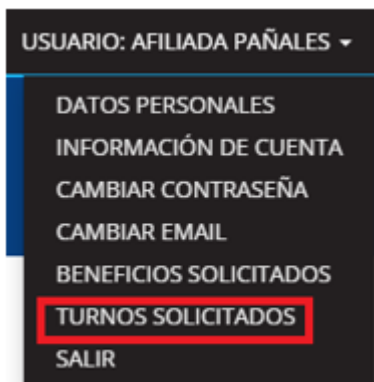 USUARIO: AFILIADA PAÑALES
DATOS PERSONALES
INFORMACIÓN DE CUENTA
CAMBIAR CONTRASEÑA
CAMBIAR EMAIL
BENEFICIOS SOLICITADOS
TURNOS SOLICITADOS
SALIR